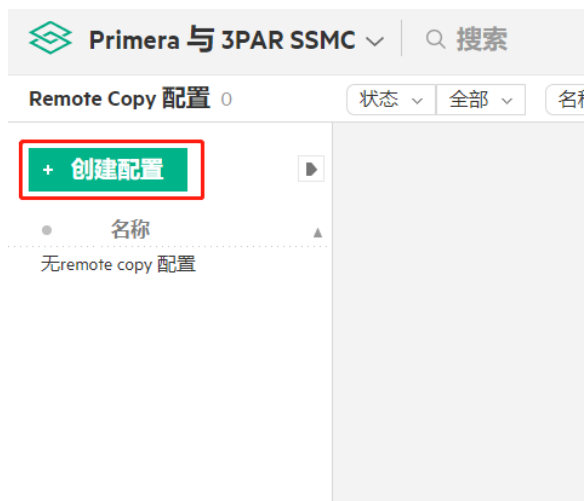 Primera 与 3PAR SSMC 搜索
Remote Copy 配置 0 状态 全部 名称
+ 创建配置
名称
无remote copy 配置